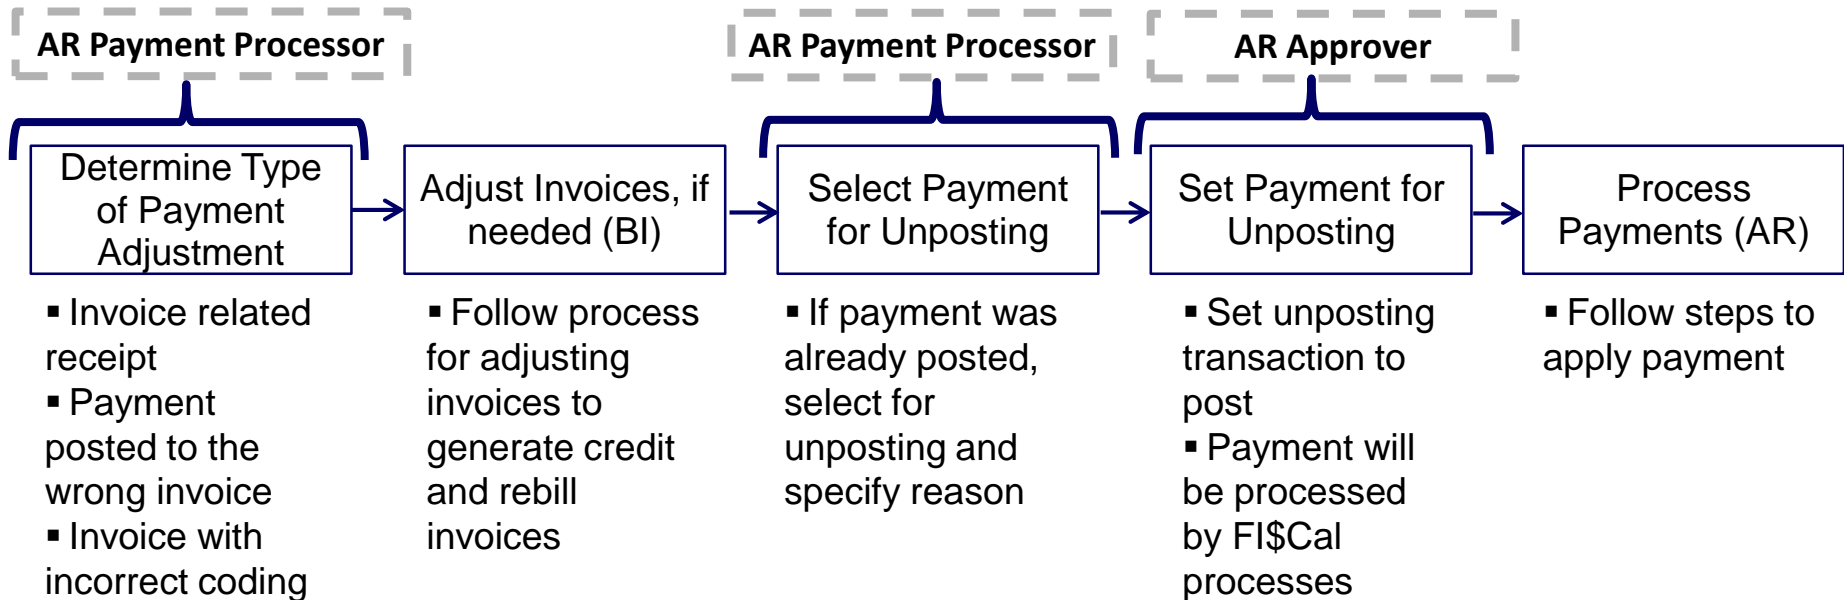 AR Payment Processor
AR Payment Processor
AR Approver
Determine Type
of Payment
Adjustment
Adjust Invoices, if
needed (BI)
Select Payment
for Unposting
Set Payment for
Unposting
Process
Payments (AR)
▪ Invoice related
receipt
▪ Payment
posted to the
wrong invoice
▪ Invoice with
incorrect coding
▪ Follow process
for adjusting
invoices to
generate credit
and rebill
invoices
▪ If payment was
already posted,
select for
unposting and
specify reason
▪ Set unposting
transaction to
post
▪ Payment will
be processed
by FI$Cal
processes
▪ Follow steps to
apply payment